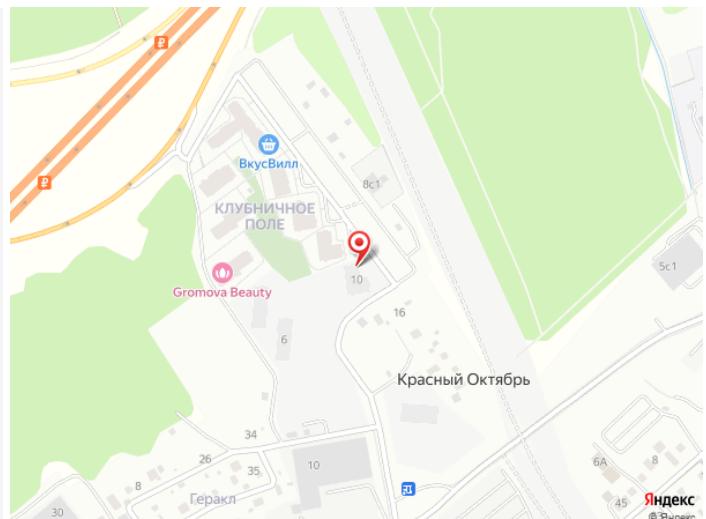 ₽
₽
ВкусВилл
8с1
КЛУБНИЧНОЕ
ПОЛЕ
5с1
10
Gromova Beauty
16
6
Красный Октябрь
34
26
10
6А
8
35
8
Геракл
45
30
Яндекс
© Яндекс